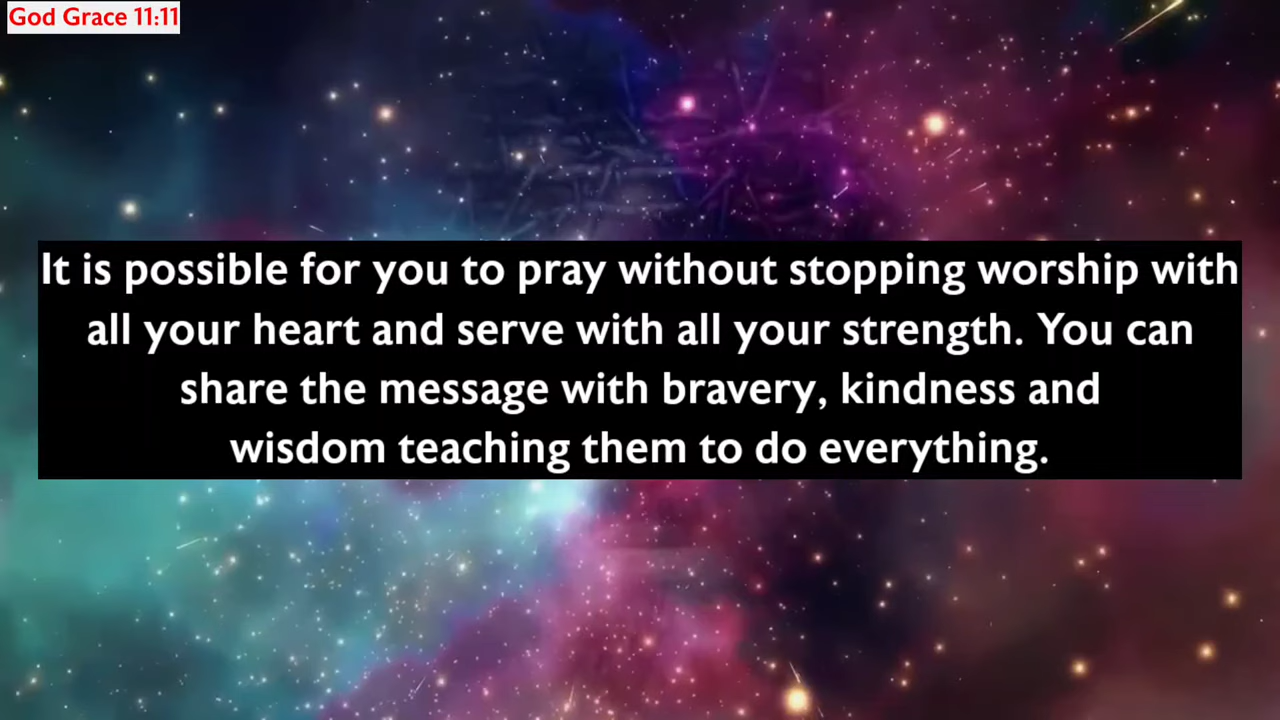 God Grace 11:11
It is possible for you to pray without stopping worship with
all your heart and serve with all your strength. You can
share the message with bravery, kindness and
wisdom teaching them to do everything.